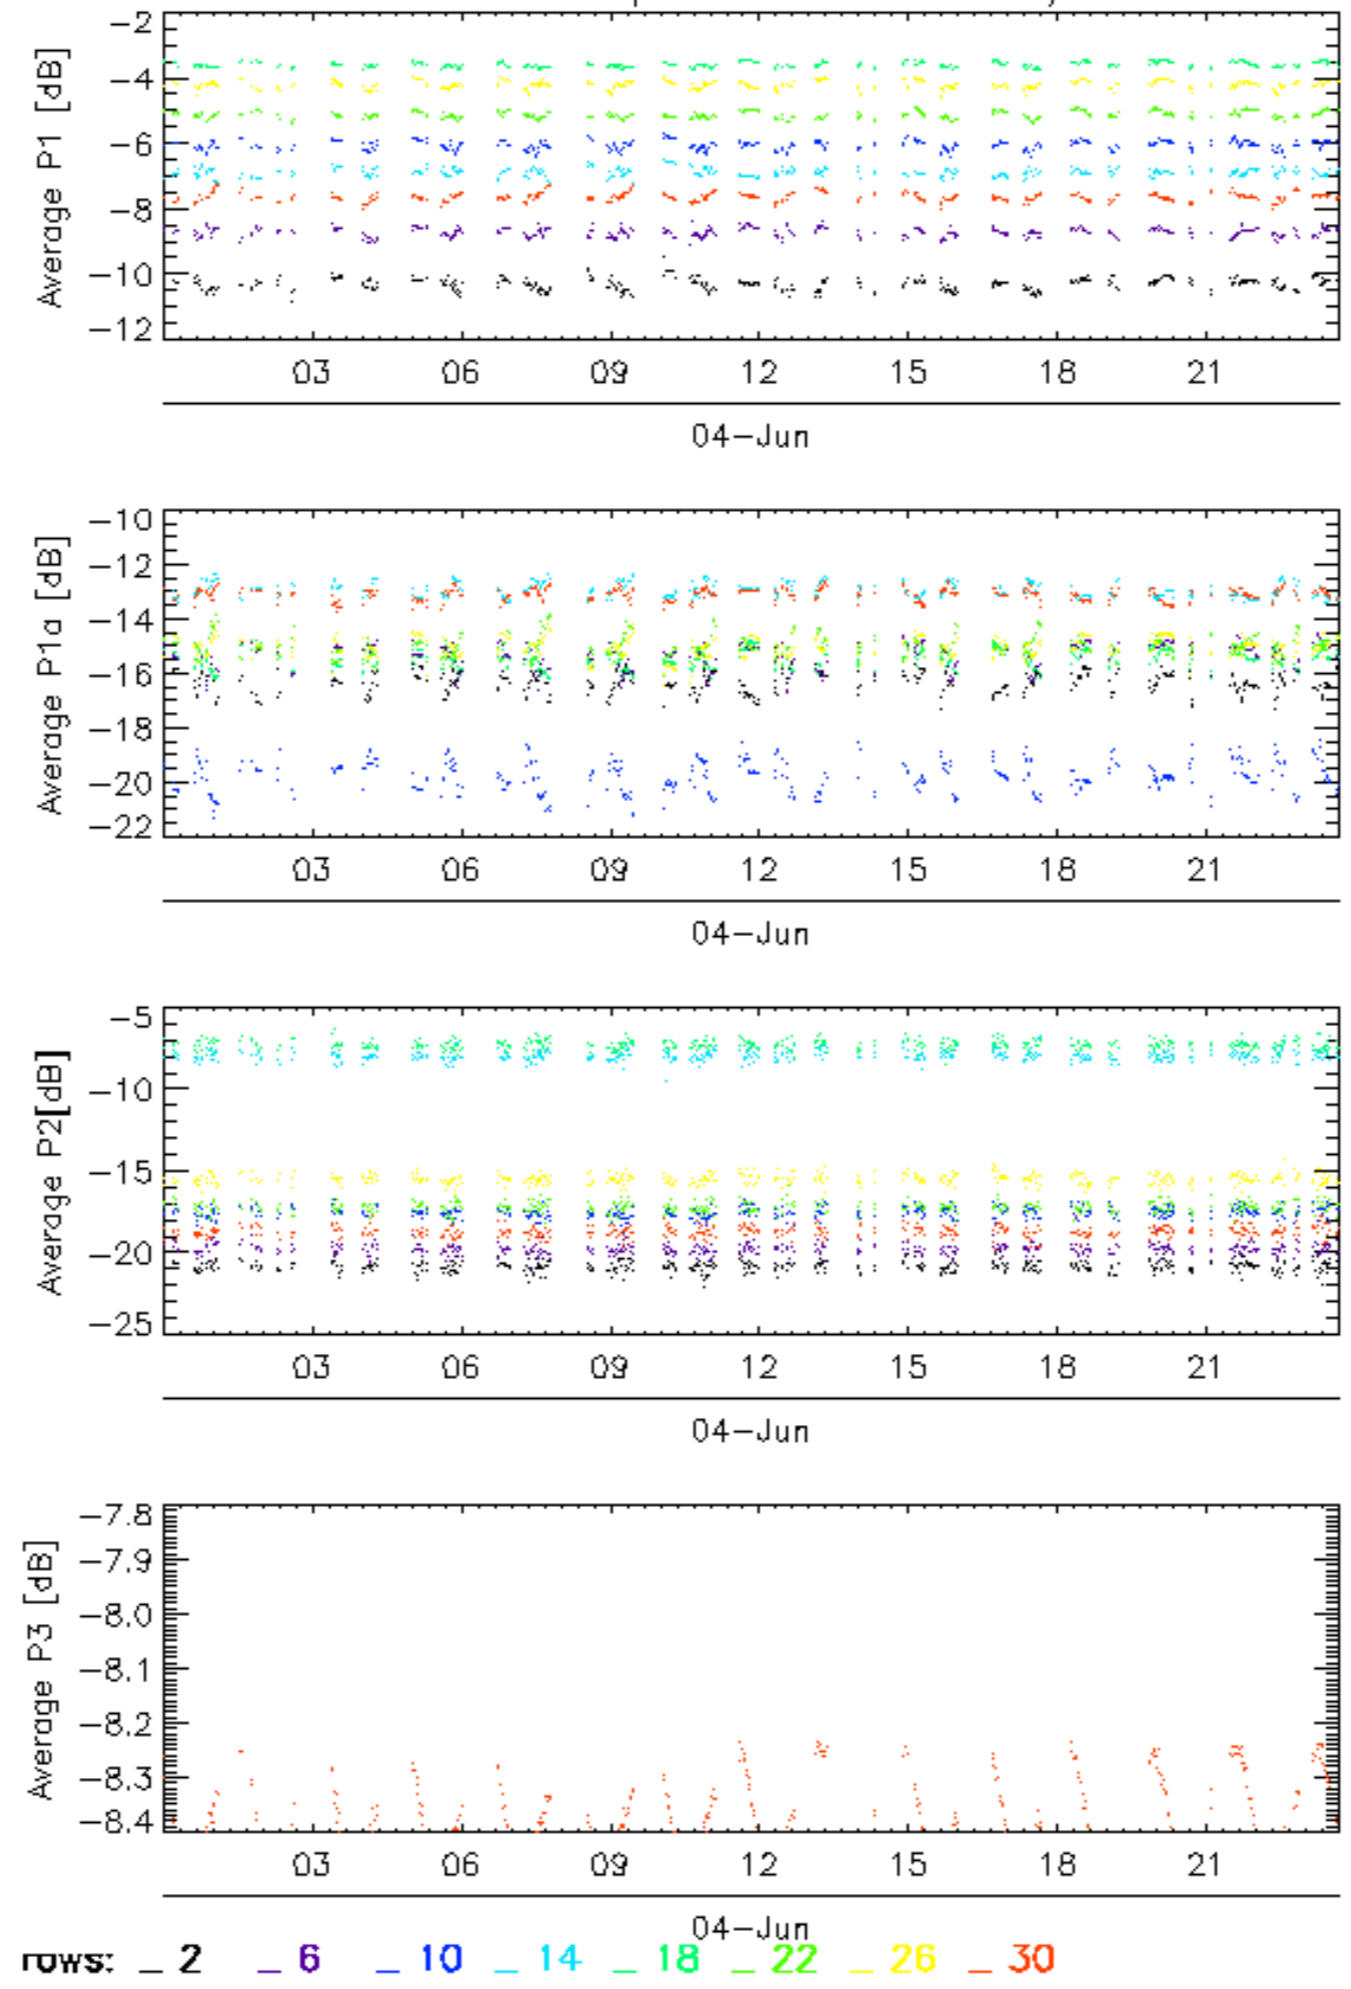 Average P1 [dB]
−2
−4
−6
−8
−10
−12
03 06 09 12 15 18 21
04−Jun
Average P1a [dB]
−10
−12
−14
−16
−18
−20
−22
03 06 09 12 15 18 21
04−Jun
Average P2[dB]
−5
−10
−15
−20
−25
03 06 09 12 15 18 21
04−Jun
Average P3 [dB]
−7.8
−7.9
−8.0
−8.1
−8.2
−8.3
−8.4
03 06 09 12 15 18 21
04−Jun
rows: _ 2 _ 6 _ 10 _ 14 _ 18 _ 22 _ 26 _ 30